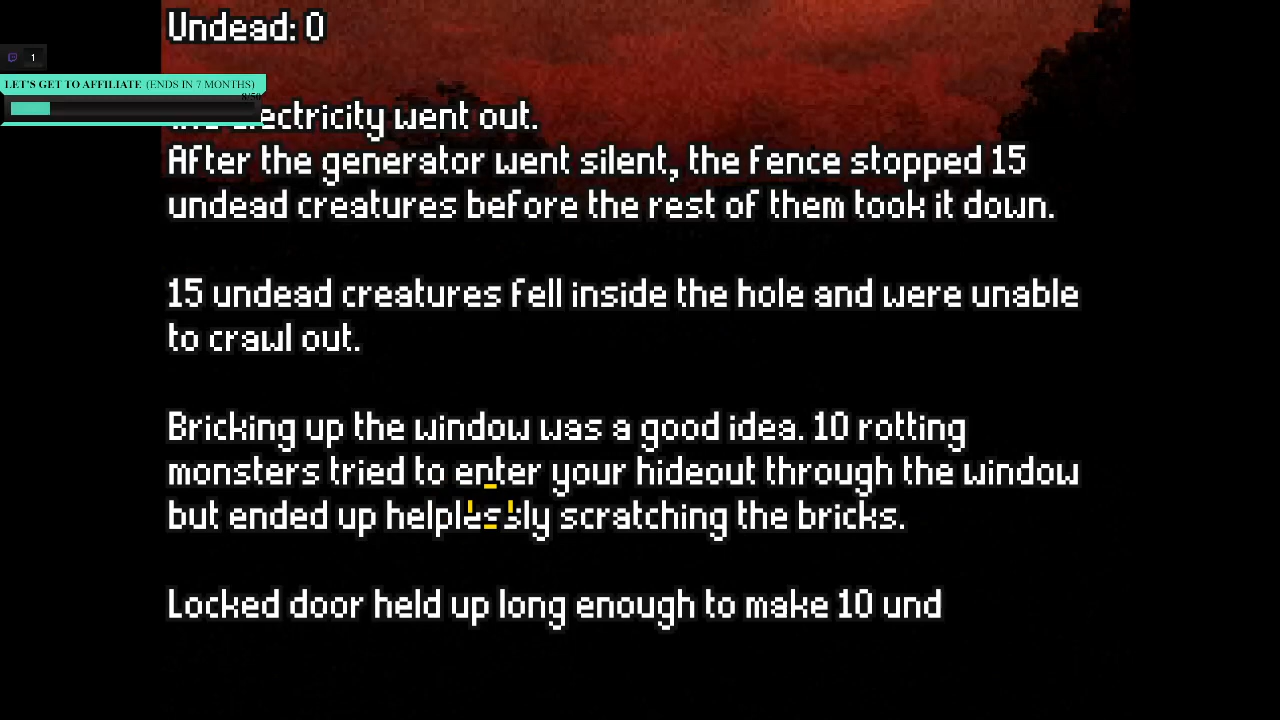 Undead: 0
1
LET'S GET TO AFFILIATE (ENDS IN 7 MONTHS)
8/50
electricity went out.
After the generator went silent, the fence stopped 15
undead creatures before the rest of them took it down.
15 undead creatures fell inside the hole and were unable
to crawl out.
Bricking up the window was a good idea. 10 rotting
monsters tried to enter your hideout through the window
but ended up helplessly scratching the bricks.
Locked door held up long enough to make 10 und